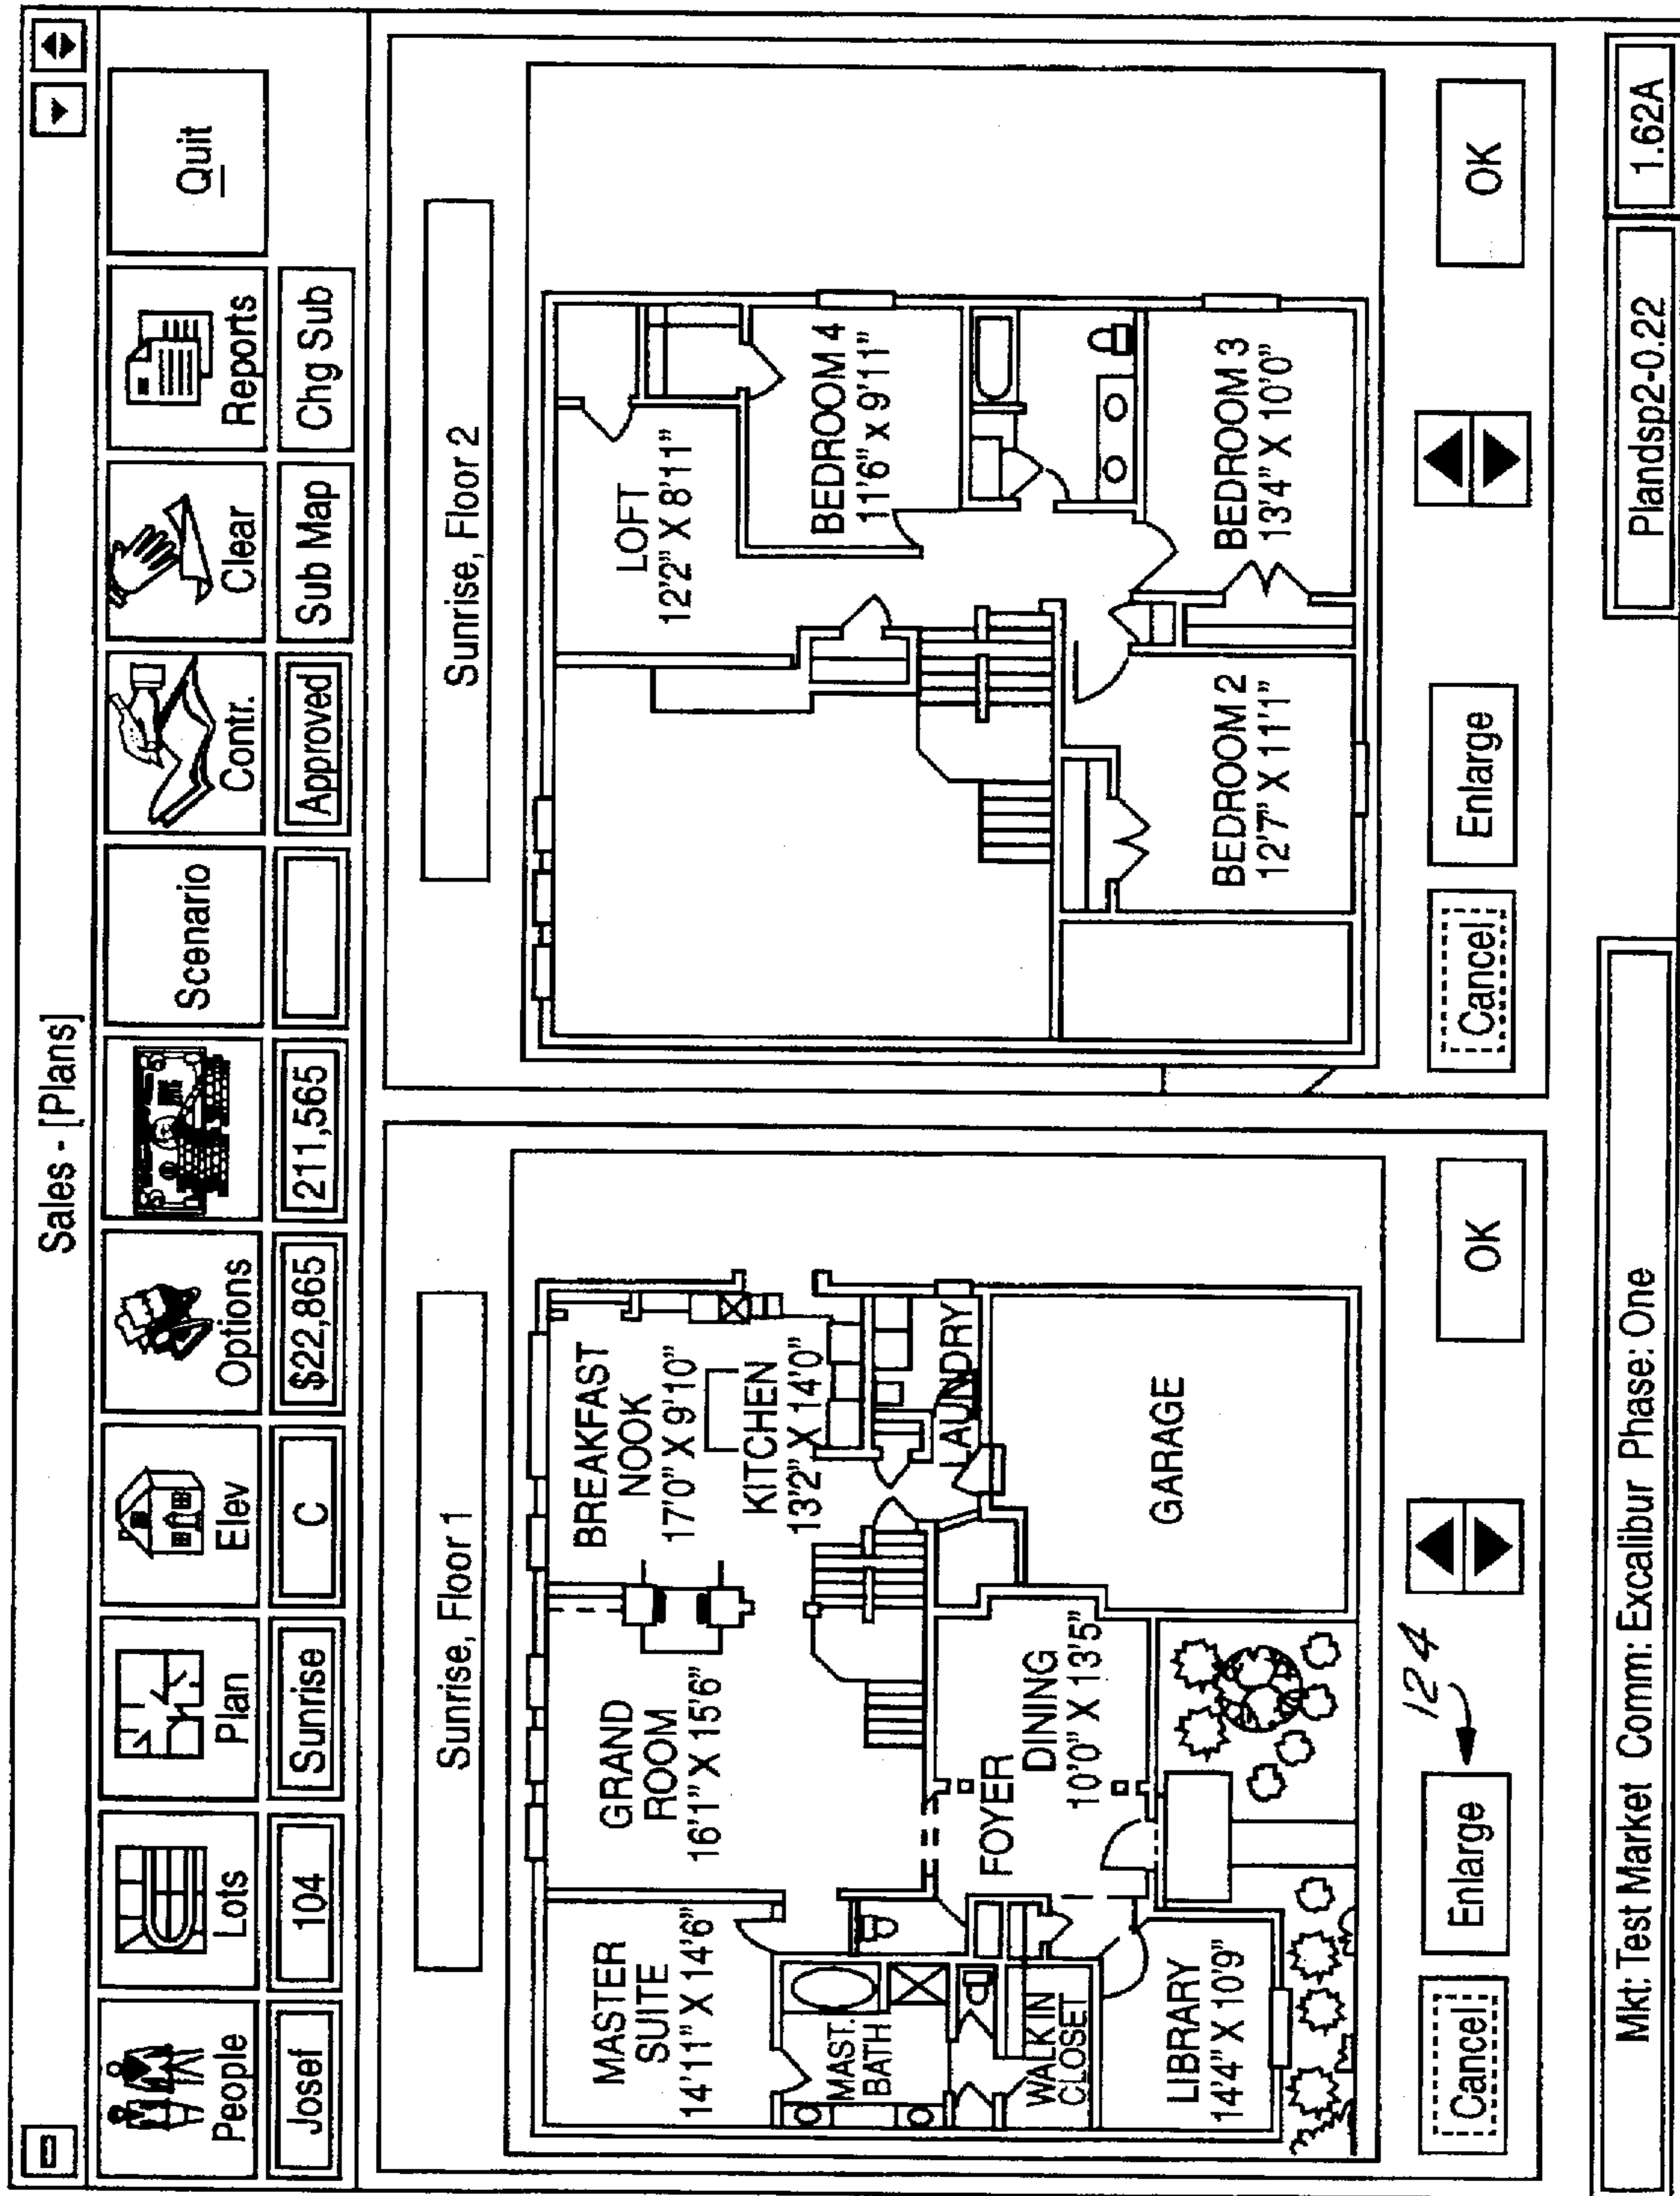 Sales - [Plans]
People
Lots
Plan
Elev
Options
Scenario
Contr.
Clear
Reports
Quit
Josef
104
Sunrise
C
$22,865
211,565
Approved
Sub Map
Chg Sub
Sunrise, Floor 1
MASTER
SUITE
14'11" X 14'6"
GRAND
ROOM
16'1" X 15'6"
BREAKFAST
NOOK
17'0" X 9'10"
KITCHEN
13'2" X 14'0"
MAST.
BATH
LAUNDRY
WALK IN
CLOSET
FOYER
DINING
10'0" X 13'5"
LIBRARY
14'4" X 10'9"
GARAGE
Cancel
Enlarge
124
OK
Sunrise, Floor 2
LOFT
12'2" X 8'11"
BEDROOM 4
11'6" x 9'11"
BEDROOM 2
12'7" X 11'1"
BEDROOM 3
13'4" X 10'0"
Cancel
Enlarge
OK
Mkt: Test Market Comm: Excalibur Phase: One
Plandsp2-0.22
1.62A